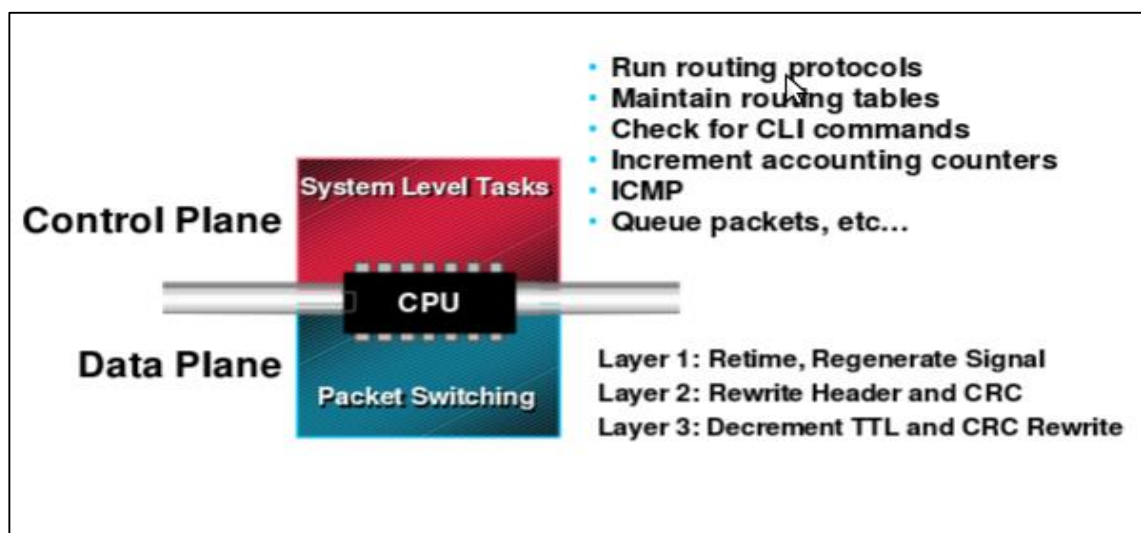 • Run routing protocols
• Maintain routing tables
• Check for CLI commands
• Increment accounting counters
• ICMP
• Queue packets, etc...
System Level Tasks
Control Plane
CPU
Data Plane
Packet Switching
Layer 1: Retime, Regenerate Signal
Layer 2: Rewrite Header and CRC
Layer 3: Decrement TTL and CRC Rewrite